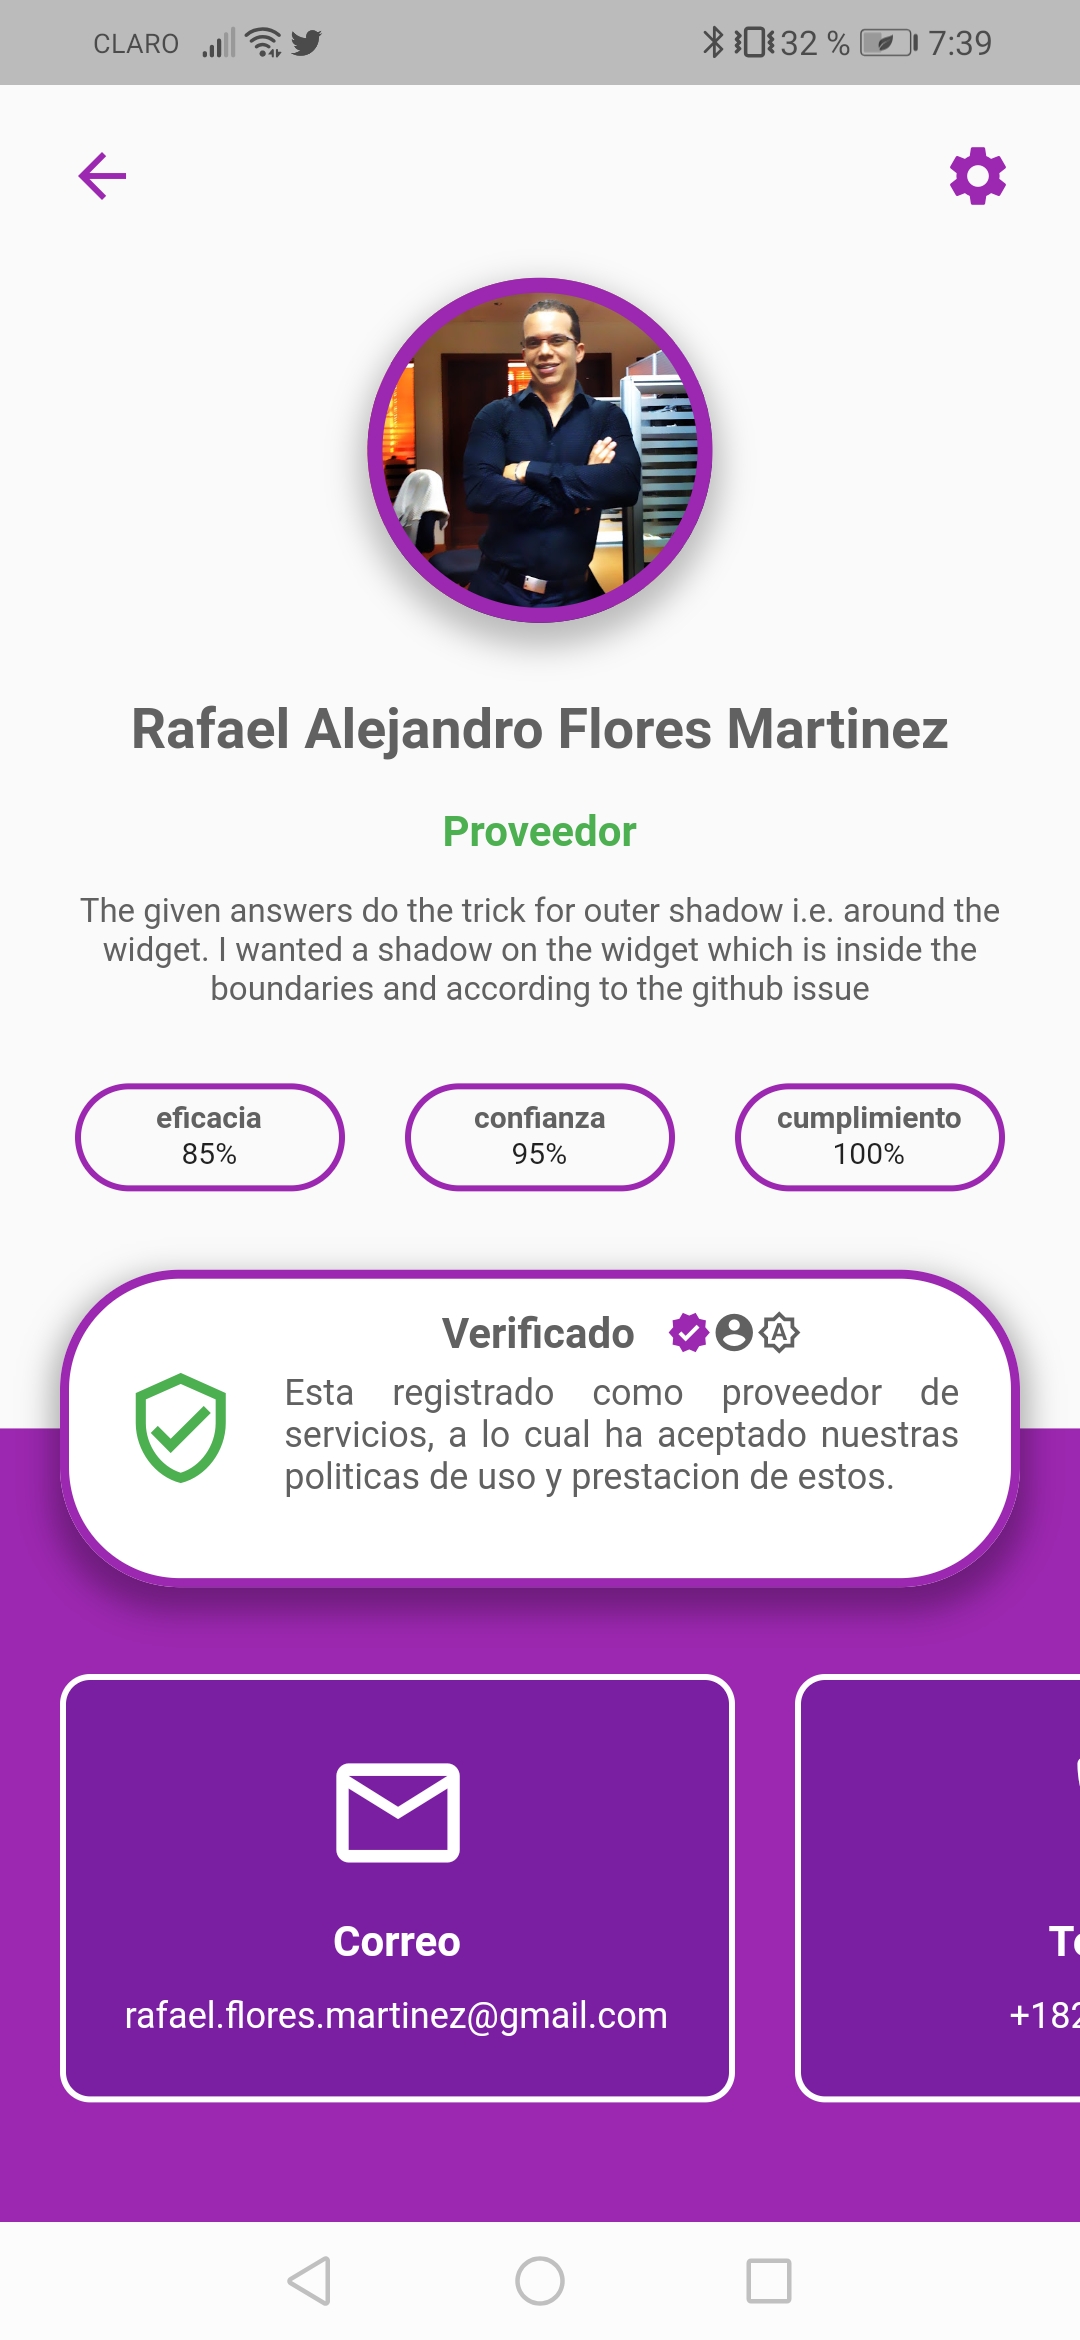 CLARO 32 % 7:39
Rafael Alejandro Flores Martinez
Proveedor
The given answers do the trick for outer shadow i.e. around the
widget. I wanted a shadow on the widget which is inside the
boundaries and according to the github issue
eficacia confianza cumplimiento
85% 95% 100%
Verificado A
Esta registrado como proveedor de
servicios, a lo cual ha aceptado nuestras
politicas de uso y prestacion de estos.
Correo
rafael.flores.martinez@gmail.com
+182